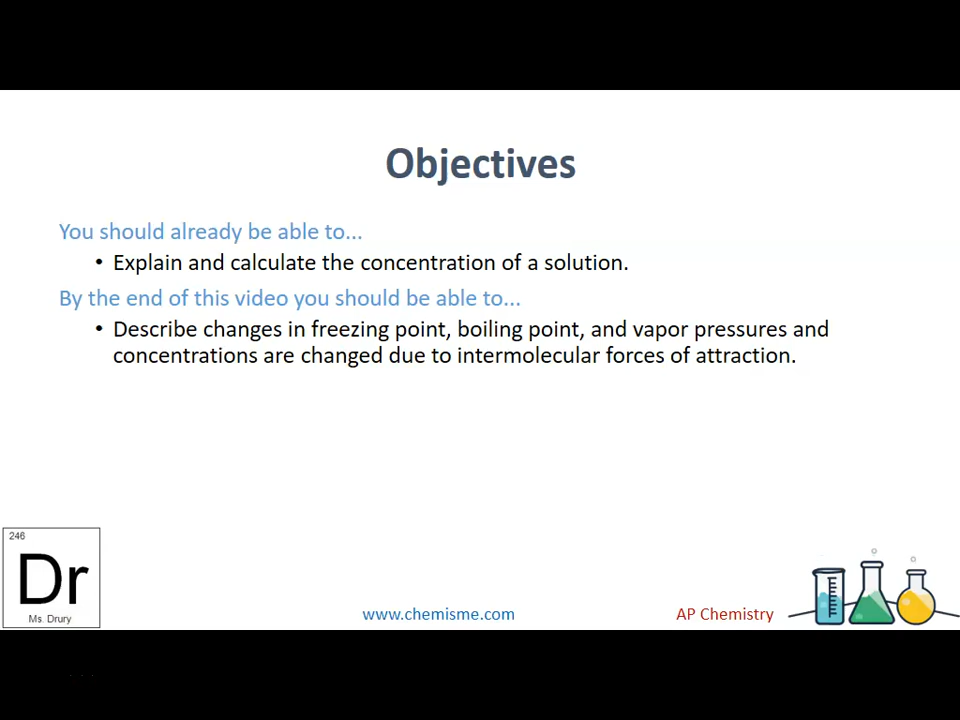 Objectives
You should already be able to...
• Explain and calculate the concentration of a solution.
By the end of this video you should be able to...
• Describe changes in freezing point, boiling point, and vapor pressures and
concentrations are changed due to intermolecular forces of attraction.
246
Dr
Ms. Drury
www.chemisme.com
AP Chemistry